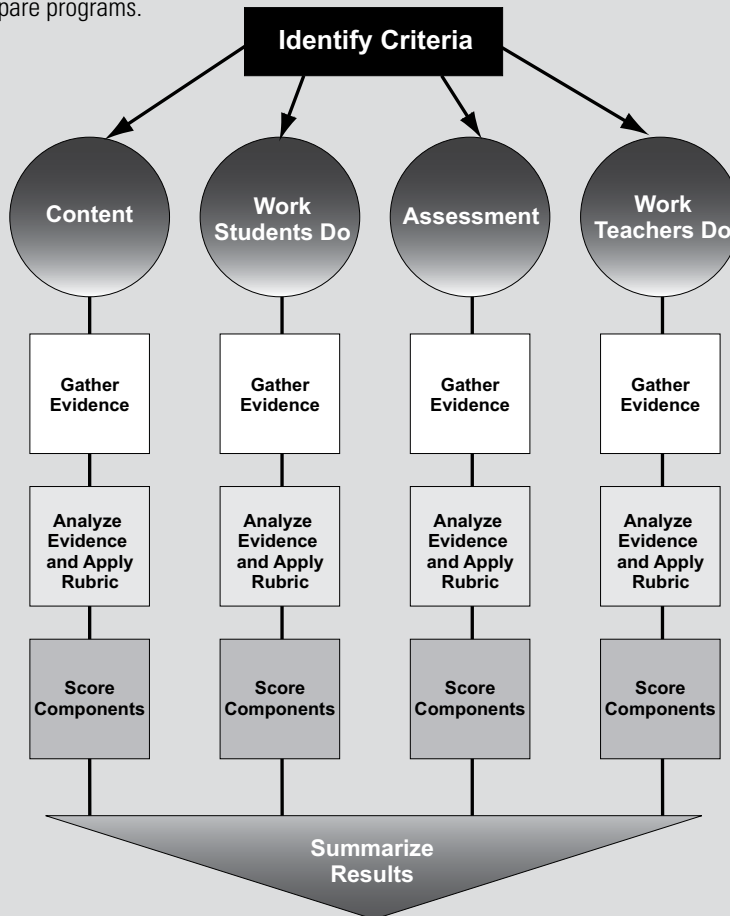 pare programs.
Identify Criteria
Content
Work
Students Do
Assessment
Work
Teachers Do
Gather
Evidence
Gather
Evidence
Gather
Evidence
Gather
Evidence
Analyze
Evidence
and Apply
Rubric
Analyze
Evidence
and Apply
Rubric
Analyze
Evidence
and Apply
Rubric
Analyze
Evidence
and Apply
Rubric
Score
Components
Score
Components
Score
Components
Score
Components
Summarize
Results